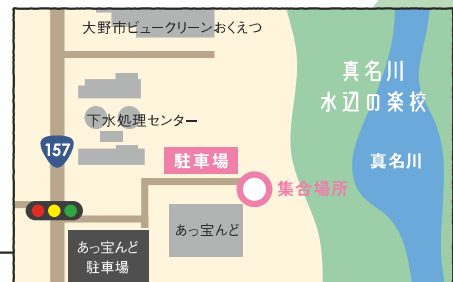 大野市ビュークリーンおくえつ
真名川
水辺の楽校
下水処理センター
157
駐車場
真名川
集合場所
あっ宝んど
あっ宝んど
駐車場